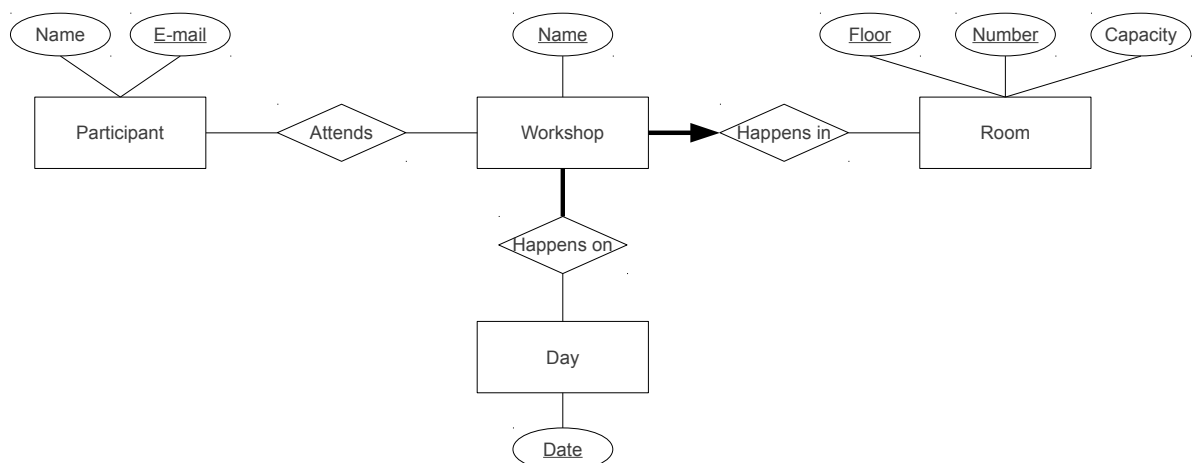 Name
E-mail
Name
Floor
Number
Capacity
Participant
Attends
Workshop
Happens in
Room
Happens on
Day
Date